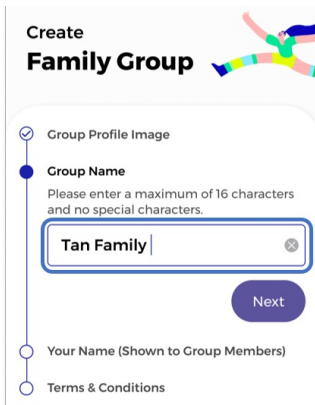 Create
Family Group
Group Profile Image
Group Name
Please enter a maximum of 16 characters
and no special characters.
Tan Family
Next
Your Name (Shown to Group Members)
Terms & Conditions